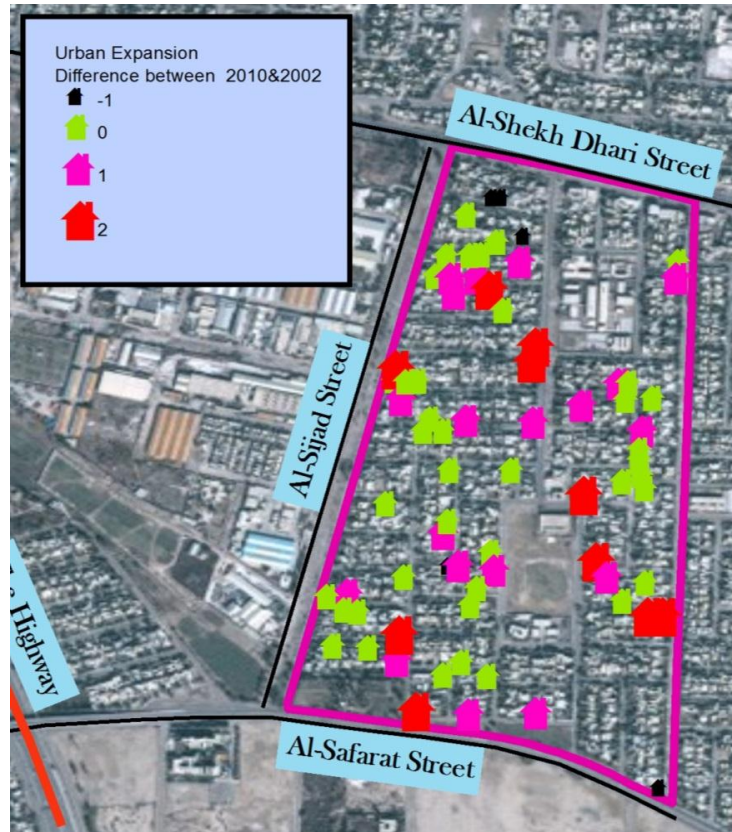 Urban Expansion
Difference between 2010&2002
-1
0
1
2
Al-Shekh Dhari Street
Al-Sijad Street
Highway
Al-Safarat Street